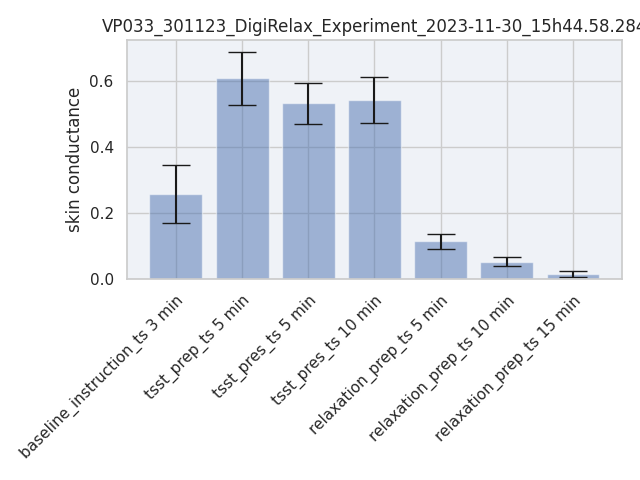 VP033_301123_DigiRelax_Experiment_2023-11-30_15h44.58.284
skin conductance
0.6
0.4
0.2
0.0
baseline_instruction_ts 3 min
tsst_prep_ts 5 min
tsst_pres_ts 5 min
tsst_pres_ts 10 min
relaxation_prep_ts 5 min
relaxation_prep_ts 10 min
relaxation_prep_ts 15 min